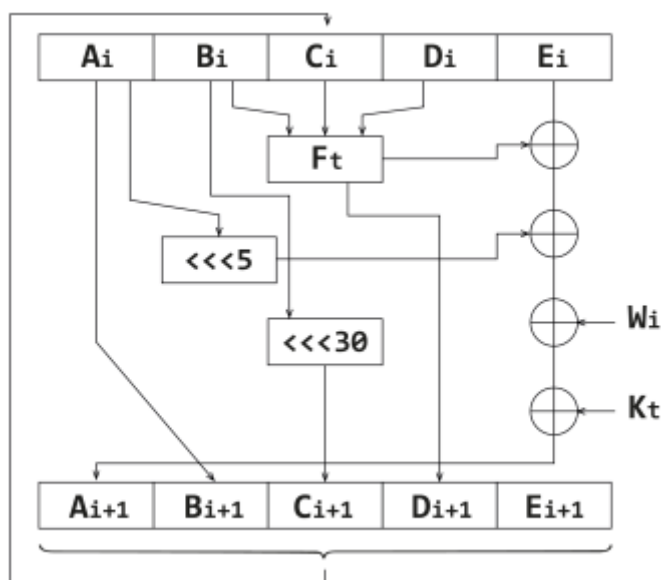 Ai Bi Ci Di Ei
Ft
<<<5
Wi
<<<30
Kt
Ai+1 Bi+1 Ci+1 Di+1 Ei+1